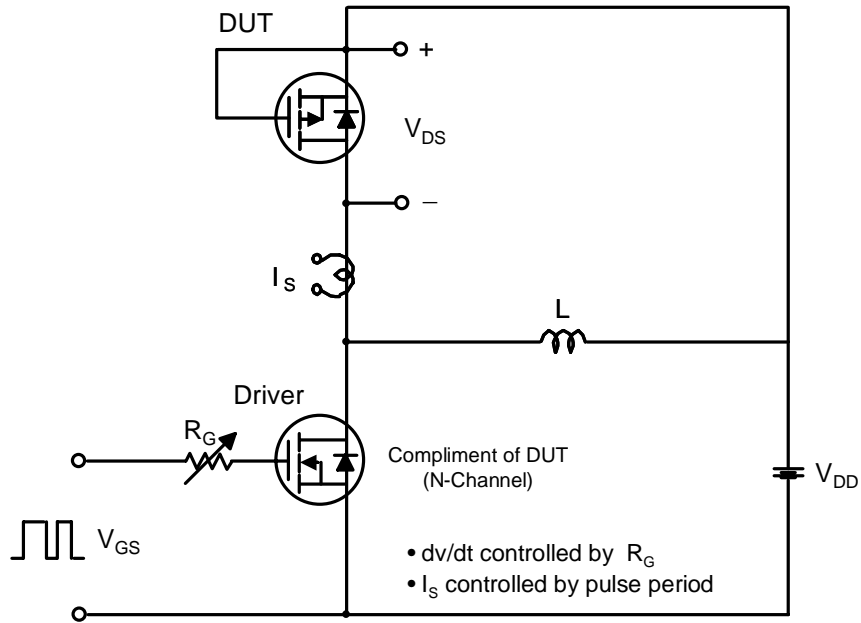 DUT
+
V_DS
−
I_S
L
Driver
R_G
Compliment of DUT
(N-Channel)
V_DD
V_GS
• dv/dt controlled by R_G
• I_S controlled by pulse period